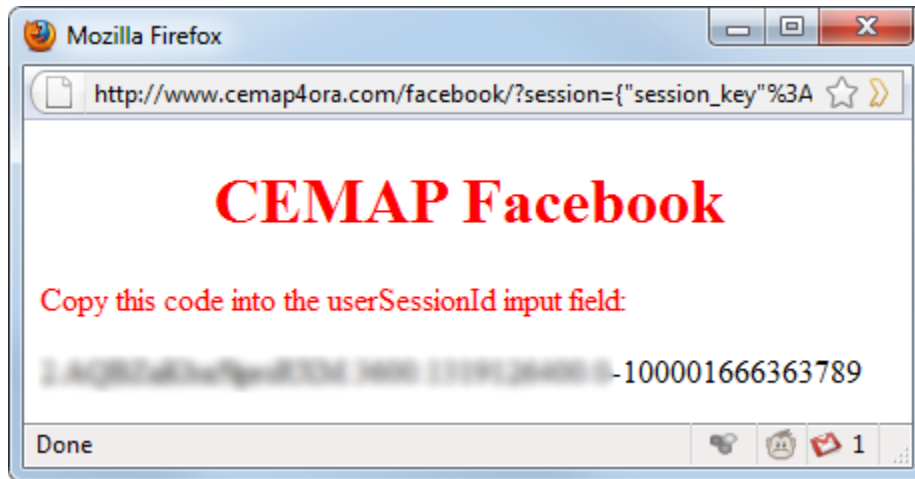 Mozilla Firefox
http://www.cemap4ora.com/facebook/?session={"session_key"%3A
CEMAP Facebook
Copy this code into the userSessionId input field:
-100001666363789
Done
1